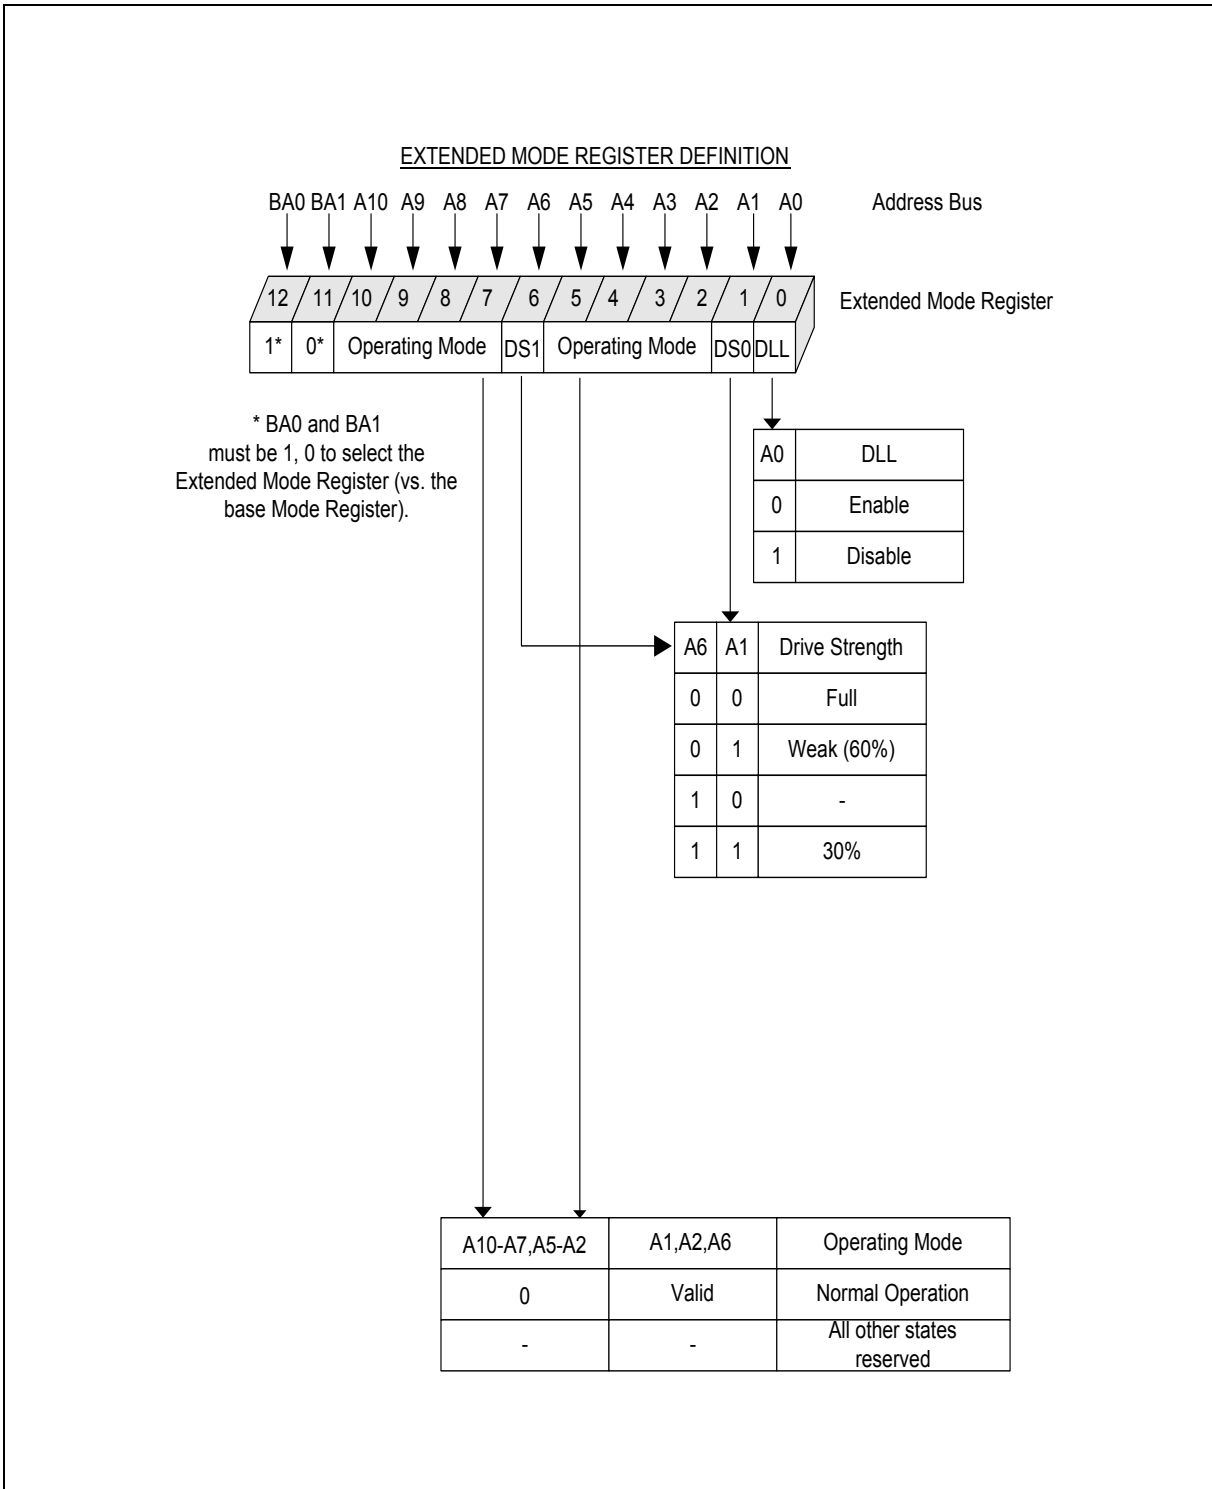 EXTENDED MODE REGISTER DEFINITION
BA0 BA1 A10 A9 A8 A7 A6 A5 A4 A3 A2 A1 A0 Address Bus
12 11 10 9 8 7 6 5 4 3 2 1 0 Extended Mode Register
1* 0* Operating Mode DS1 Operating Mode DS0 DLL
* BA0 and BA1
must be 1, 0 to select the
Extended Mode Register (vs. the
base Mode Register).
A0 DLL
0 Enable
1 Disable
A6 A1 Drive Strength
0 0 Full
0 1 Weak (60%)
1 0 -
1 1 30%
A10-A7,A5-A2 A1,A2,A6 Operating Mode
0 Valid Normal Operation
- - All other states
reserved